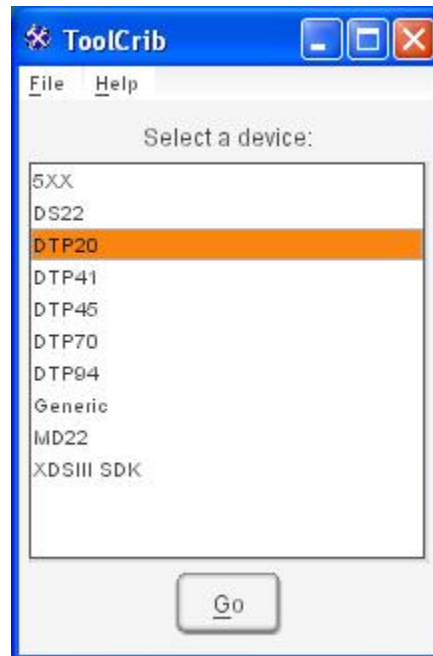 ToolCrib
File Help
Select a device:
5XX
DS22
DTP20
DTP41
DTP45
DTP70
DTP94
Generic
MD22
XDSIII SDK
Go